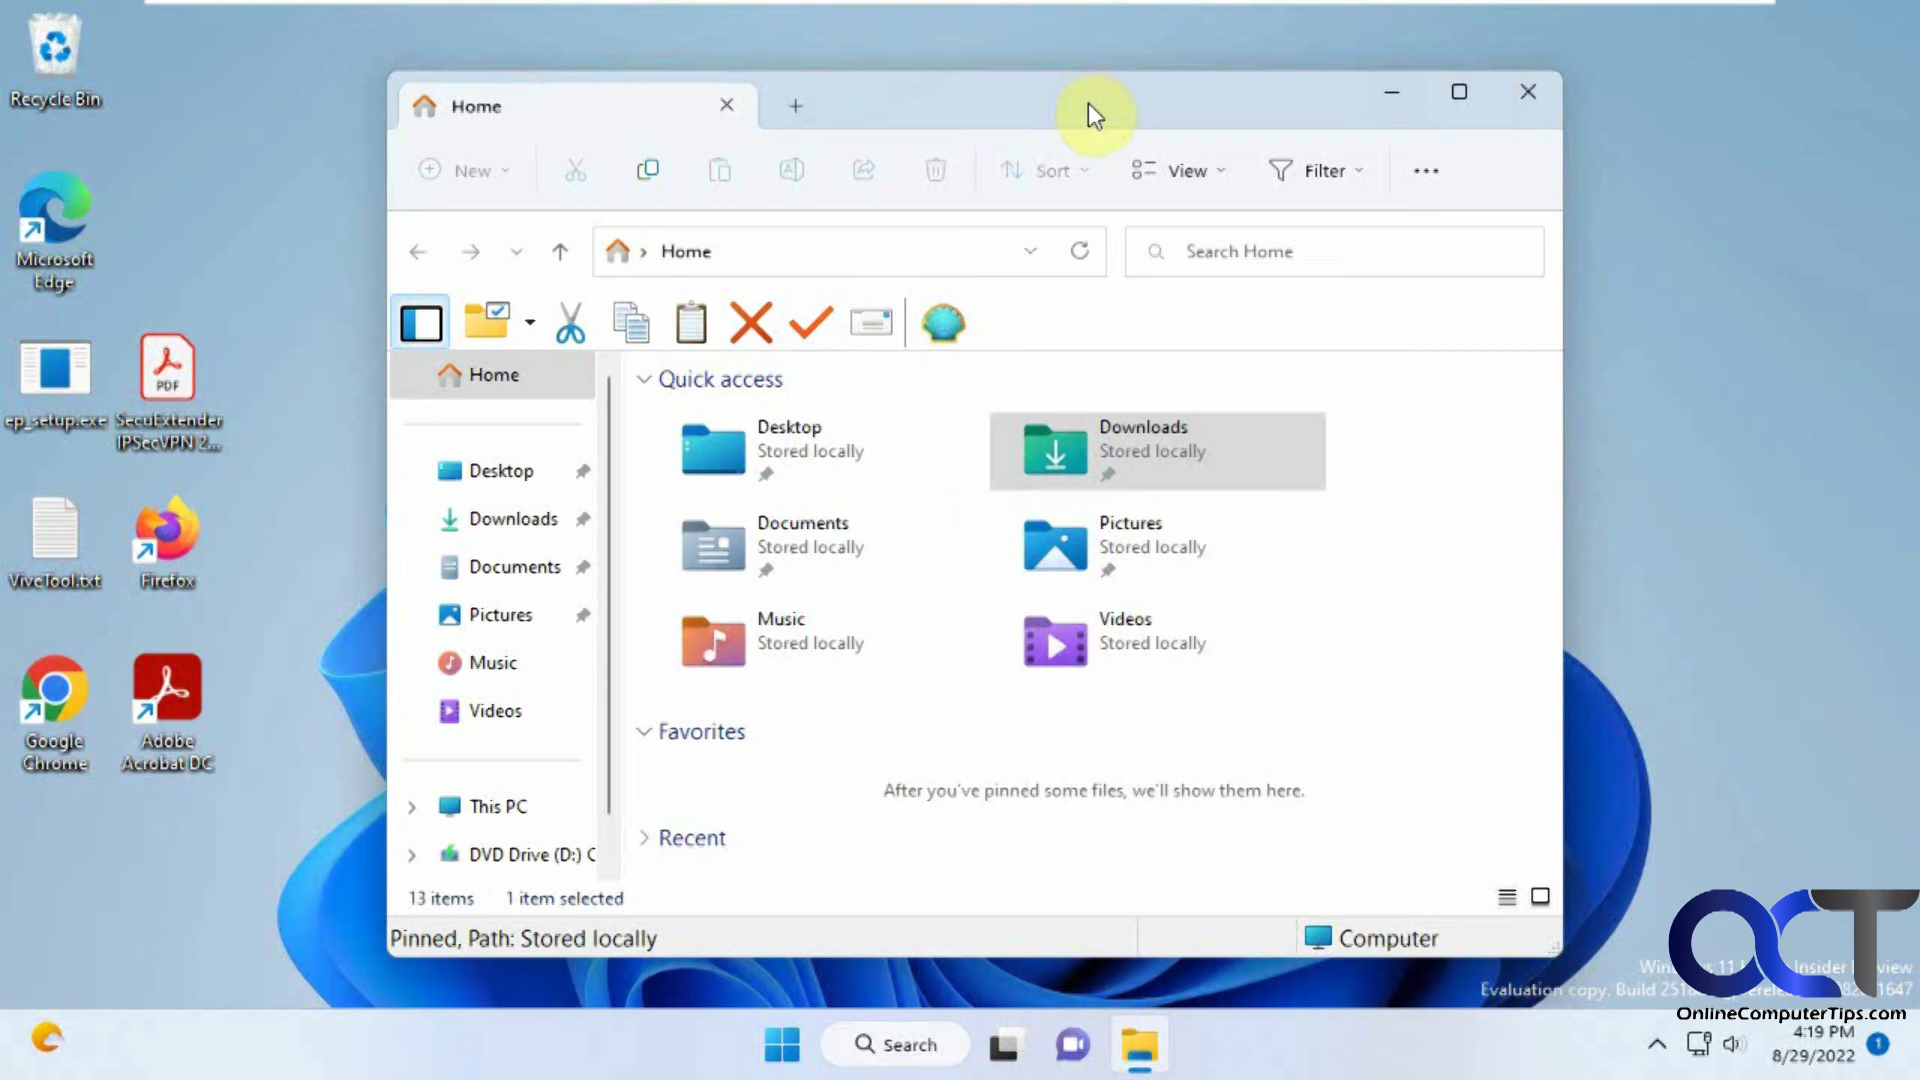 Recycle Bin
Microsoft
Edge
ep_setup.exe
SecuExtender
IPSecVPN 2...
PDF
ViveTool.txt
Firefox
Google
Chrome
Adobe
Acrobat DC
Home
New
Sort
View
Filter
Home
Search Home
Home
Desktop
Downloads
Documents
Pictures
Music
Videos
This PC
DVD Drive (D:) C
Quick access
Desktop
Stored locally
Downloads
Stored locally
Documents
Stored locally
Pictures
Stored locally
Music
Stored locally
Videos
Stored locally
Favorites
After you've pinned some files, we'll show them here.
Recent
13 items
1 item selected
Pinned, Path: Stored locally
Computer
11
Insider
Evaluation copy. Build
1647
OCT
OnlineComputerTips.com
Search
4:19 PM
8/29/2022
1